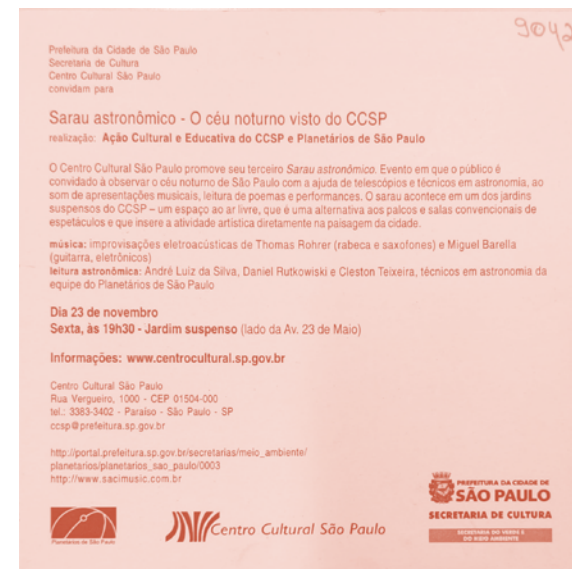 9042
Prefeitura da Cidade de São Paulo
Secretaria de Cultura
Centro Cultural São Paulo
convidam para
Sarau astronômico - O céu noturno visto do CCSP
realização: Ação Cultural e Educativa do CCSP e Planetários de São Paulo
O Centro Cultural São Paulo promove seu terceiro Sarau astronômico. Evento em que o público é
convidado à observar o céu noturno de São Paulo com a ajuda de telescópios e técnicos em astronomia, ao
som de apresentações musicais, leitura de poemas e performances. O sarau acontece em um dos jardins
suspensos do CCSP – um espaço ao ar livre, que é uma alternativa aos palcos e salas convencionais de
espetáculos e que insere a atividade artística diretamente na paisagem da cidade.
música: improvisações eletroacústicas de Thomas Rohrer (rabeca e saxofones) e Miguel Barella
(guitarra, eletrônicos)
leitura astronômica: André Luiz da Silva, Daniel Rutkowski e Cleston Teixeira, técnicos em astronomia da
equipe do Planetários de São Paulo
Dia 23 de novembro
Sexta, às 19h30 - Jardim suspenso (lado da Av. 23 de Maio)
Informações: www.centrocultural.sp.gov.br
Centro Cultural São Paulo
Rua Vergueiro, 1000 - CEP 01504-000
tel.: 3383-3402 - Paraíso - São Paulo - SP
ccsp@prefeitura.sp.gov.br
http://portal.prefeitura.sp.gov.br/secretarias/meio_ambiente/
planetarios/planetarios_sao_paulo/0003
http://www.sacimusic.com.br
Planetários de São Paulo
Centro Cultural São Paulo
PREFEITURA DA CIDADE DE
SÃO PAULO
SECRETARIA DE CULTURA
SECRETARIA DO VERDE E
DO MEIO AMBIENTE